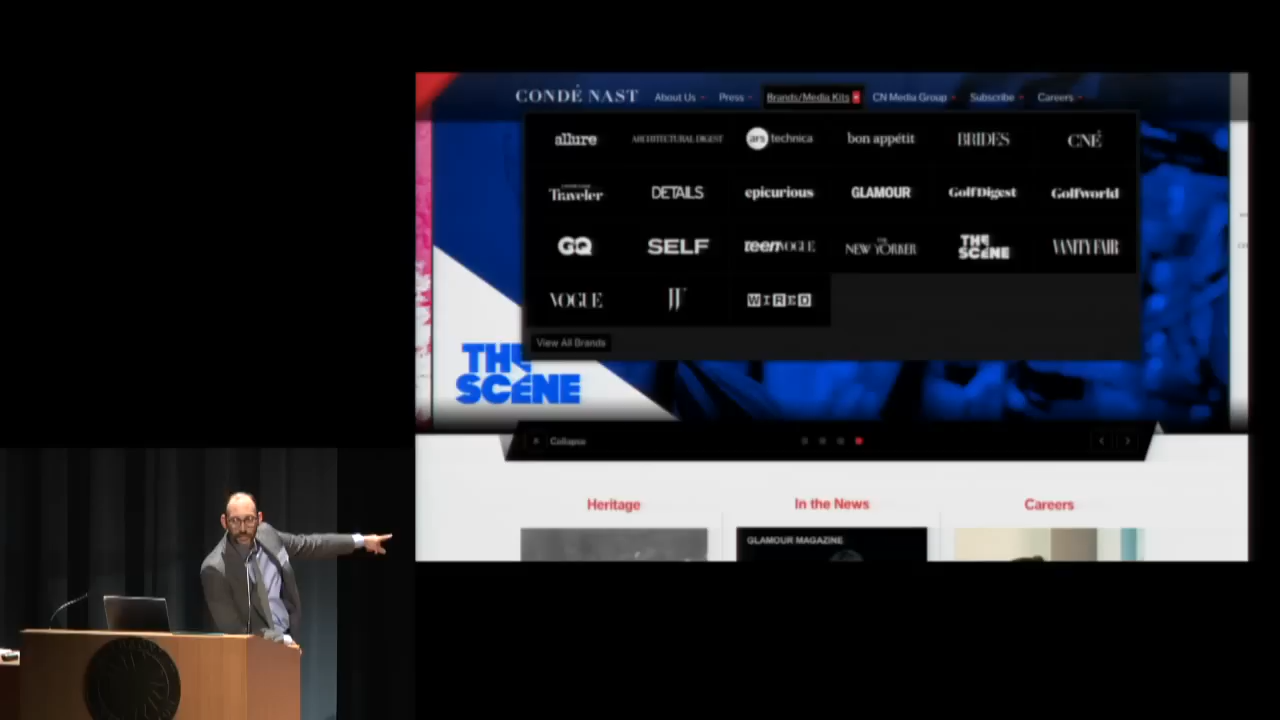 CONDÉ NAST About Us Press Brands/Media Kits CN Media Group Subscribe Careers
allure ARCHITECTURAL DIGEST ars technica bon appétit BRIDES CNÉ
Traveler DETAILS epicurious GLAMOUR GolfDigest Golfworld
GQ SELF teenVOGUE THE NEW YORKER THE SCENE VANITY FAIR
VOGUE W WIRED
View All Brands
THE
SCENE
Collapse
Heritage In the News Careers
GLAMOUR MAGAZINE